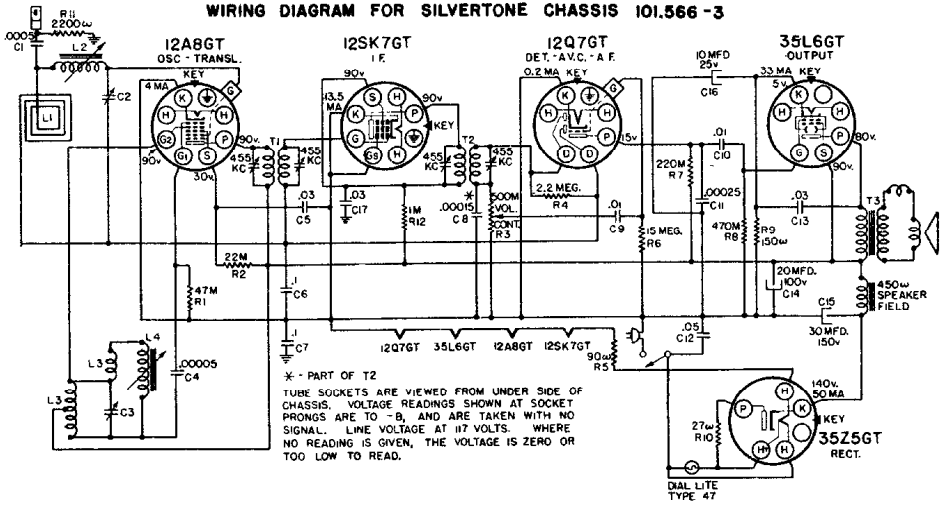 WIRING DIAGRAM FOR SILVERTONE CHASSIS 101.566-3
R11
2200ω
.0005
C1
L2
C2
L1
12A8GT
OSC-TRANSL.
KEY
4 MA
K
G
H
H
G2
P
G1
S
90v.
90v.
30v.
T1
455
KC
455
KC
12SK7GT
I.F.
90v.
13.5
MA
S
H
K
P
90v.
KEY
G
GS
H
455
KC
T2
455
KC
12Q7GT
DET.-A.V.C.-A.F.
0.2 MA
KEY
K
G
H
H
P
D
D
15v.
35L6GT
OUTPUT
10 MFD
25v
C16
33 MA
KEY
5v.
K
H
H
P
G
S
80v.
90v.
.03
C5
.03
C17
1M
R12
*
.00015
C8
500M
VOL.
CONT.
R3
2.2 MEG.
R4
.01
C9
15 MEG.
R6
220M
R7
.01
C10
.00025
C11
470M
R8
R9
150ω
.03
C13
T3
22M
R2
47M
R1
.1
C6
.1
C7
20MFD.
100v
C14
C15
30 MFD.
150v
450ω
SPEAKER
FIELD
.05
C12
12Q7GT
35L6GT
12A8GT
12SK7GT
90ω
R5
L3
L3
L4
C3
.00005
C4
* - PART OF T2
TUBE SOCKETS ARE VIEWED FROM UNDER SIDE OF
CHASSIS. VOLTAGE READINGS SHOWN AT SOCKET
PRONGS ARE TO -B, AND ARE TAKEN WITH NO
SIGNAL. LINE VOLTAGE AT 117 VOLTS. WHERE
NO READING IS GIVEN, THE VOLTAGE IS ZERO OR
TOO LOW TO READ.
27ω
R10
P
H
K
H
H
140v.
50 MA
KEY
35Z5GT
RECT.
DIAL LITE
TYPE 47